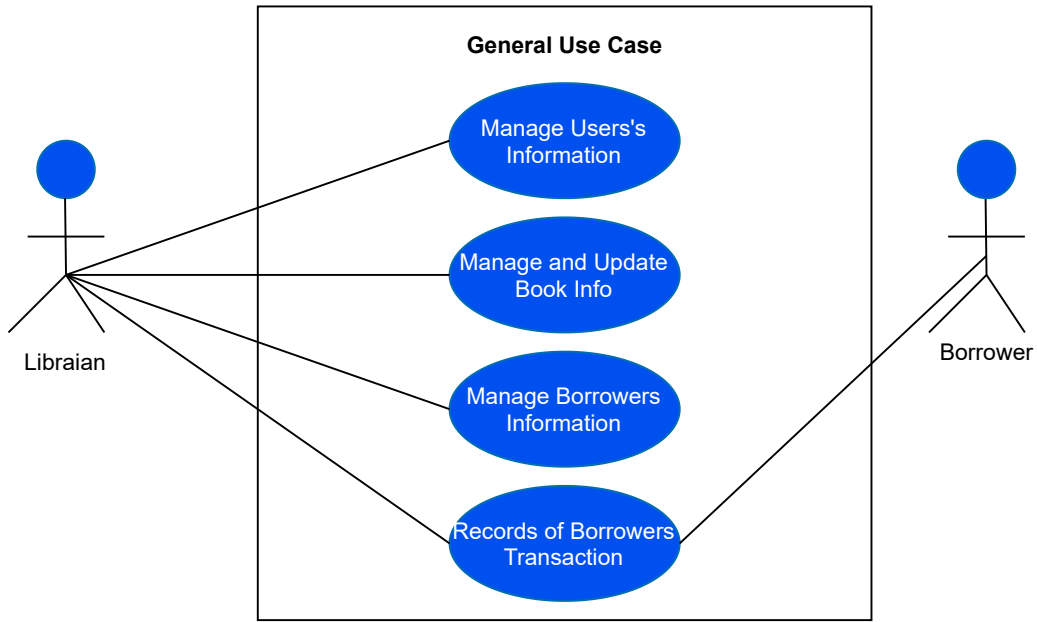 General Use Case
Manage Users's
Information
Manage and Update
Book Info
Libraian
Borrower
Manage Borrowers
Information
Records of Borrowers
Transaction